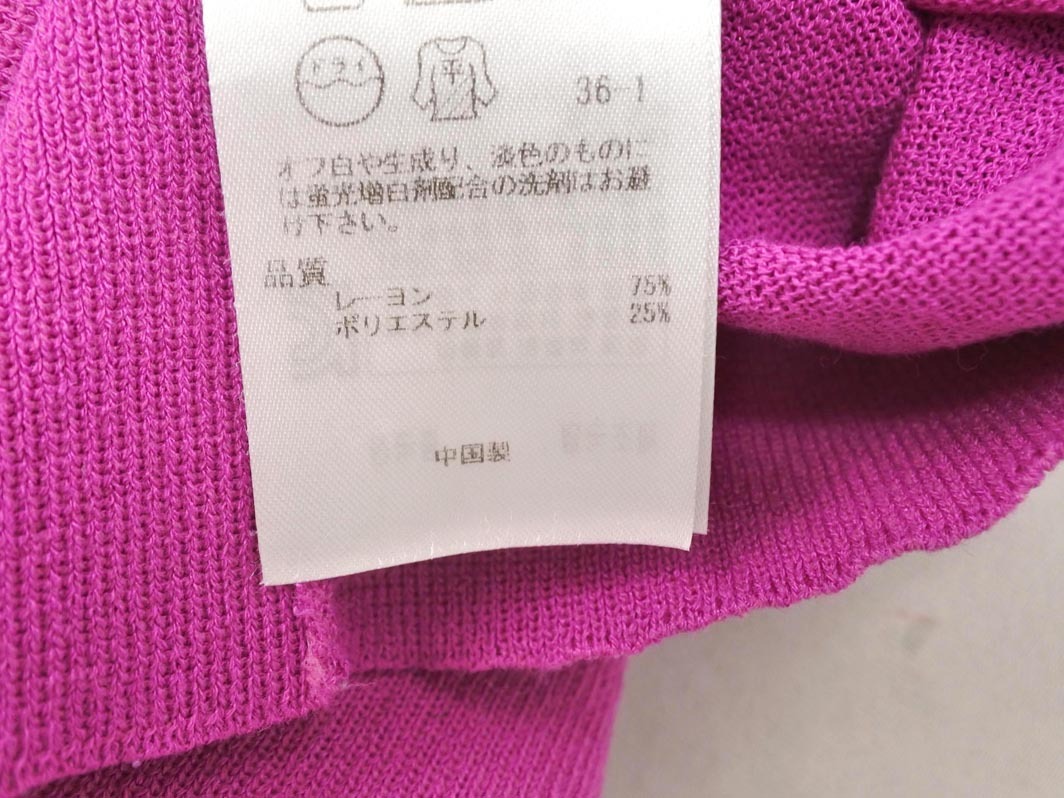 ドライ 平 36-1
オフ白や生成り、淡色のものに
は蛍光増白剤配合の洗剤はお避
け下さい。
品質
レーヨン 75%
ポリエステル 25%
中国製